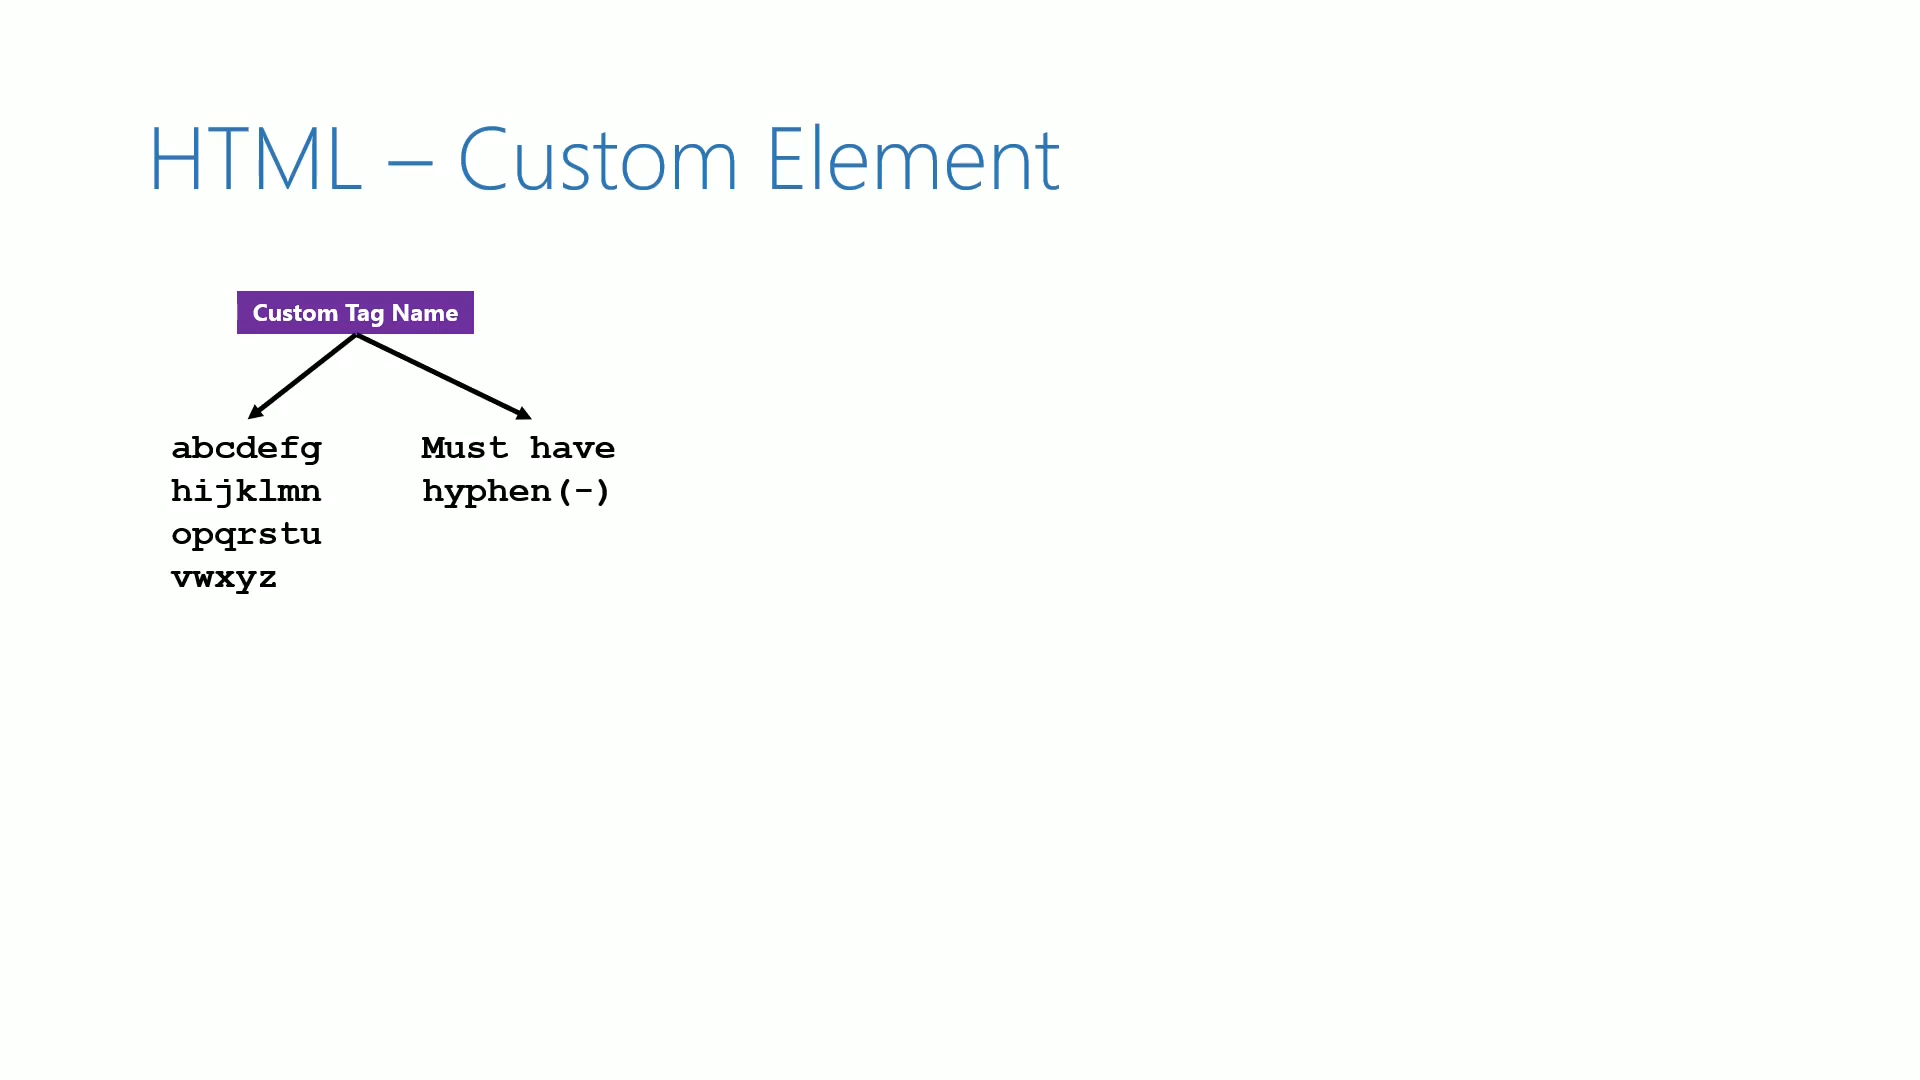 HTML – Custom Element
Custom Tag Name
abcdefg
hijklmn
opqrstu
vwxyz
Must have
hyphen(-)